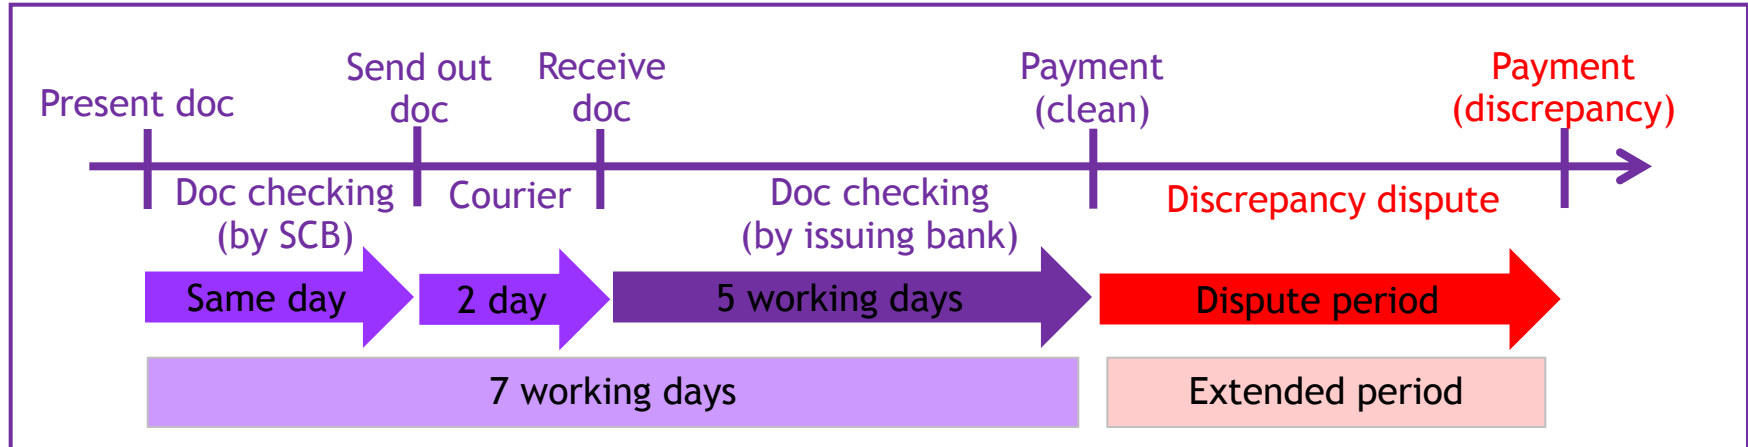 Present doc
Send out
doc
Receive
doc
Payment
(clean)
Payment
(discrepancy)
Doc checking
(by SCB)
Courier
Doc checking
(by issuing bank)
Discrepancy dispute
Same day
2 day
5 working days
Dispute period
7 working days
Extended period